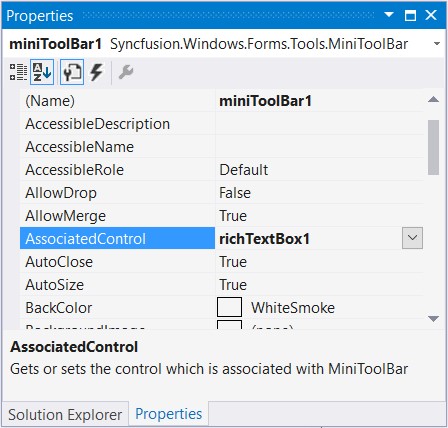 Properties
miniToolBar1 Syncfusion.Windows.Forms.Tools.MiniToolBar
(Name) miniToolBar1
AccessibleDescription
AccessibleName
AccessibleRole Default
AllowDrop False
AllowMerge True
AssociatedControl richTextBox1
AutoClose True
AutoSize True
BackColor WhiteSmoke
BackgroundImage (none)
AssociatedControl
Gets or sets the control which is associated with MiniToolBar
Solution Explorer Properties